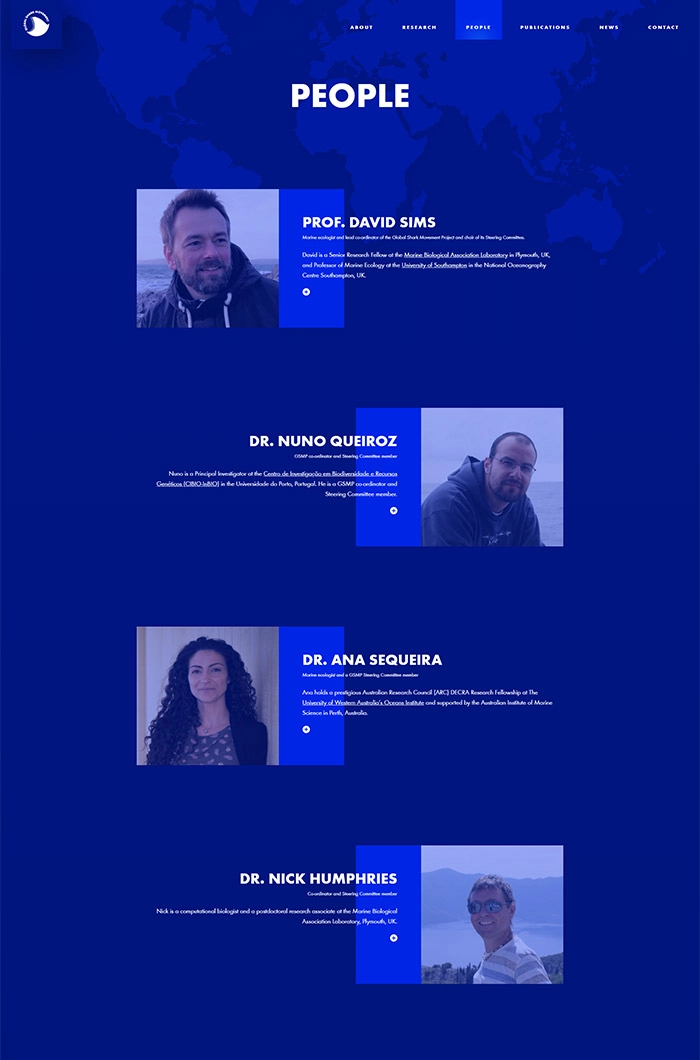 ABOUT RESEARCH PEOPLE PUBLICATIONS NEWS CONTACT
PEOPLE
PROF. DAVID SIMS
Marine ecologist and lead co-ordinator of the Global Shark Movement Project and chair of its Steering Committee.
David is a Senior Research Fellow at the Marine Biological Association Laboratory in Plymouth, UK,
and Professor of Marine Ecology at the University of Southampton in the National Oceanography
Centre Southampton, UK.
DR. NUNO QUEIROZ
GSMP co-ordinator and Steering Committee member
Nuno is a Principal Investigator at the Centro de Investigação em Biodiversidade e Recursos
Genéticos (CIBIO-InBIO) in the Universidade do Porto, Portugal. He is a GSMP co-ordinator and
Steering Committee member.
DR. ANA SEQUEIRA
Marine ecologist and a GSMP Steering Committee member
Ana holds a prestigious Australian Research Council (ARC) DECRA Research Fellowship at The
University of Western Australia's Oceans Institute and supported by the Australian Institute of Marine
Science in Perth, Australia.
DR. NICK HUMPHRIES
Co-ordinator and Steering Committee member
Nick is a computational biologist and a postdoctoral research associate at the Marine Biological
Association Laboratory, Plymouth, UK.